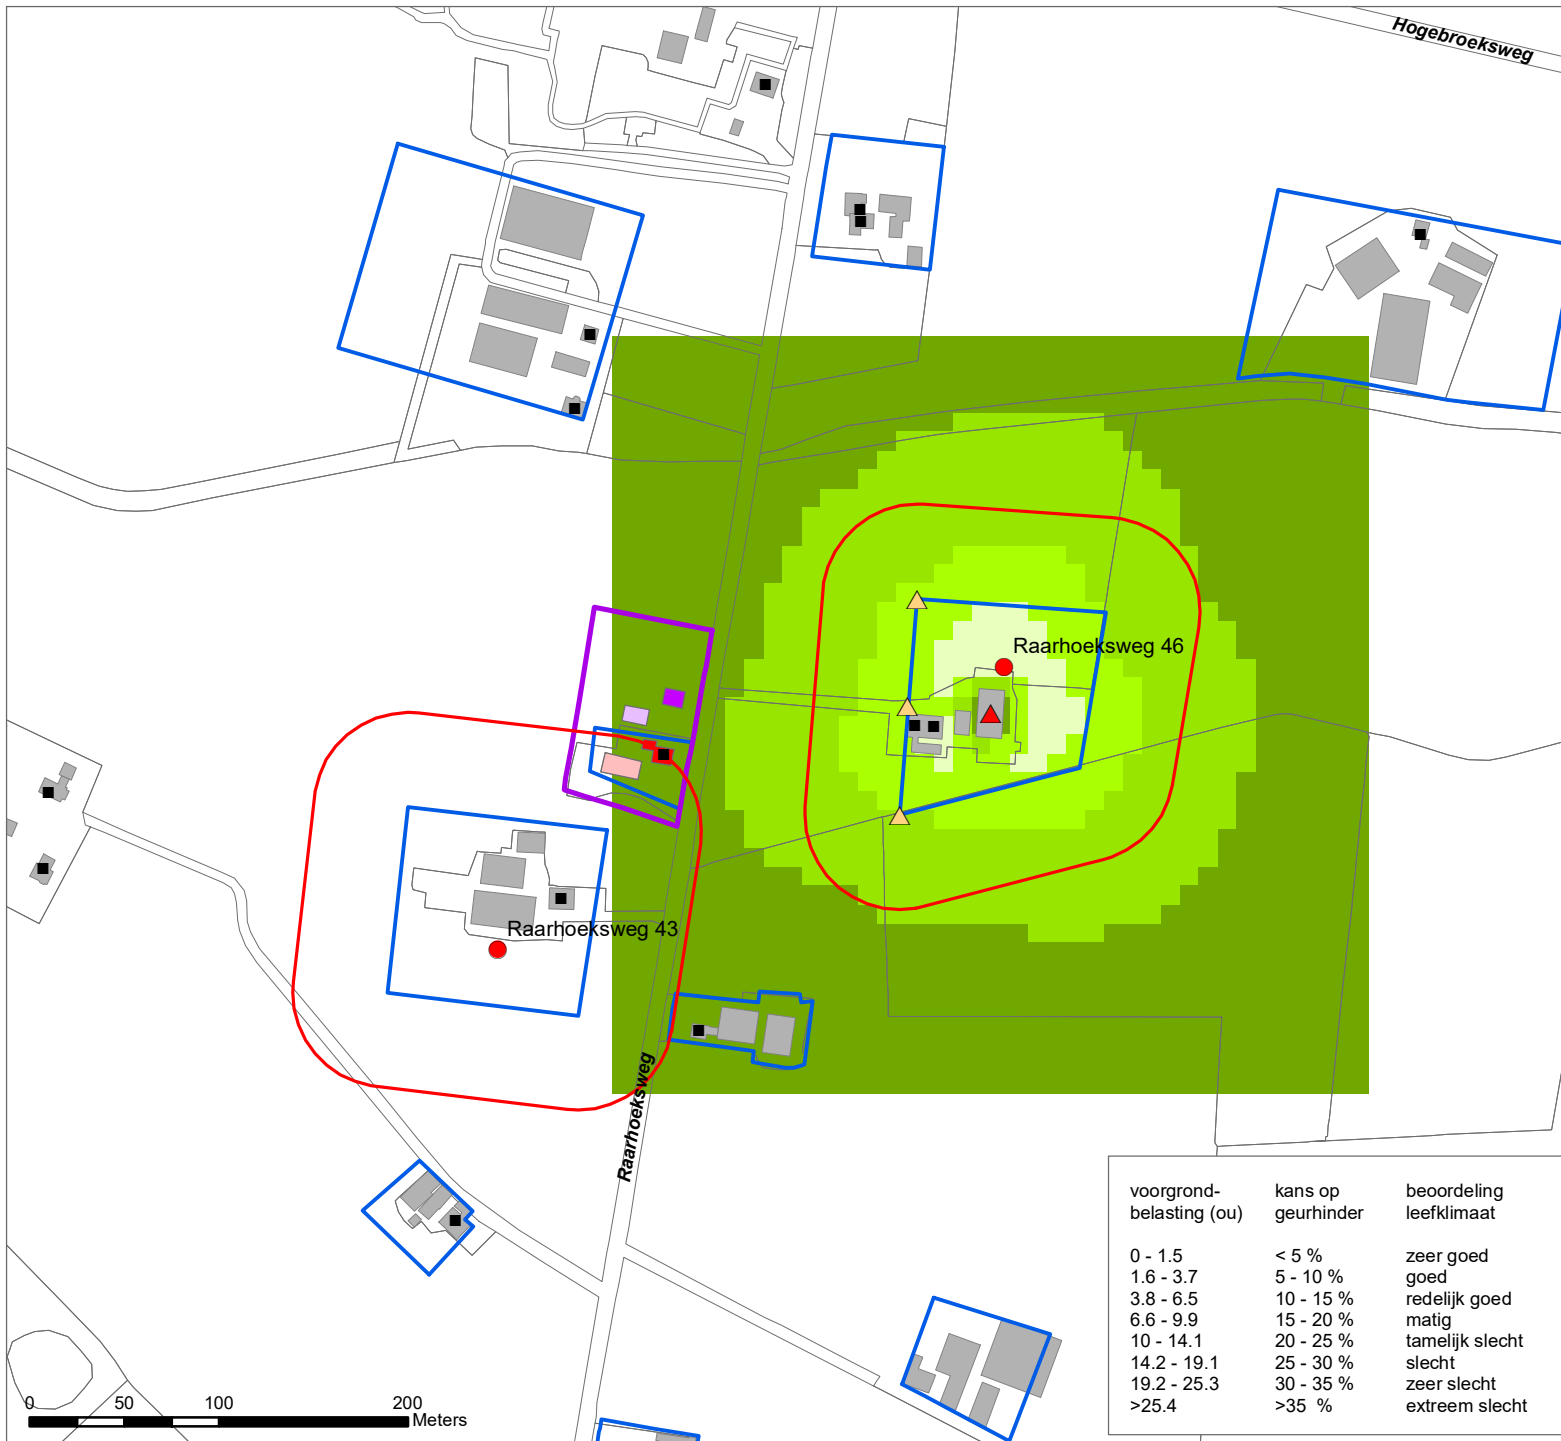 Hogebroeksweg
Raarhoeksweg 46
Raarhoeksweg 43
Raarhoeksweg
voorgrond- kans op beoordeling
belasting (ou) geurhinder leefklimaat
0 - 1.5 < 5 % zeer goed
1.6 - 3.7 5 - 10 % goed
3.8 - 6.5 10 - 15 % redelijk goed
6.6 - 9.9 15 - 20 % matig
10 - 14.1 20 - 25 % tamelijk slecht
14.2 - 19.1 25 - 30 % slecht
19.2 - 25.3 30 - 35 % zeer slecht
>25.4 >35 % extreem slecht
0 50 100 200
Meters